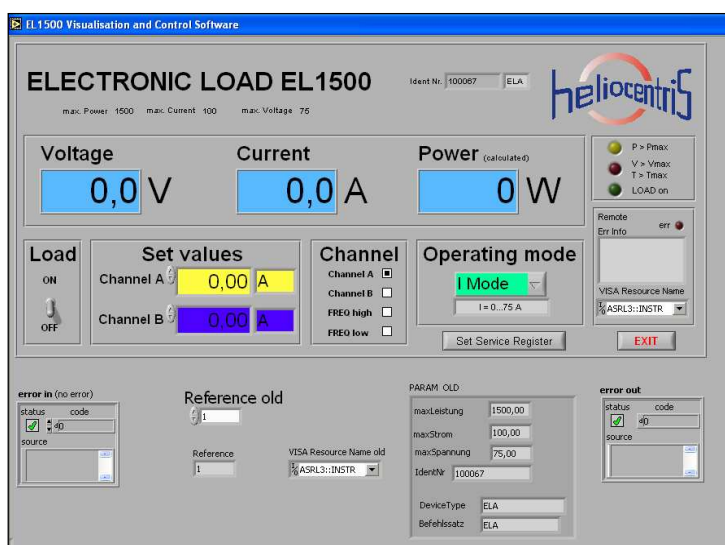 EL1500 Visualisation and Control Software
ELECTRONIC LOAD EL1500
Ident Nr. 100067 ELA
heliocentris
max. Power 1500 max. Current 100 max. Voltage 75
Voltage Current Power (calculated)
0,0 V 0,0 A 0 W
P > Pmax
V > Vmax
T > Tmax
LOAD on
Remote
Err Info err
VISA Resource Name
ASRL3::INSTR
EXIT
Load
ON
OFF
Set values
Channel A 0,00 A
Channel B 0,00 A
Channel
Channel A
Channel B
FREQ high
FREQ low
Operating mode
I Mode
I = 0...75 A
Set Service Register
error in (no error)
status code
d0
source
Reference old
1
Reference
1
VISA Resource Name old
ASRL3::INSTR
PARAM OLD
maxLeistung 1500,00
maxStrom 100,00
maxSpannung 75,00
IdentNr 100067
DeviceType ELA
Befehlssatz ELA
error out
status code
d0
source